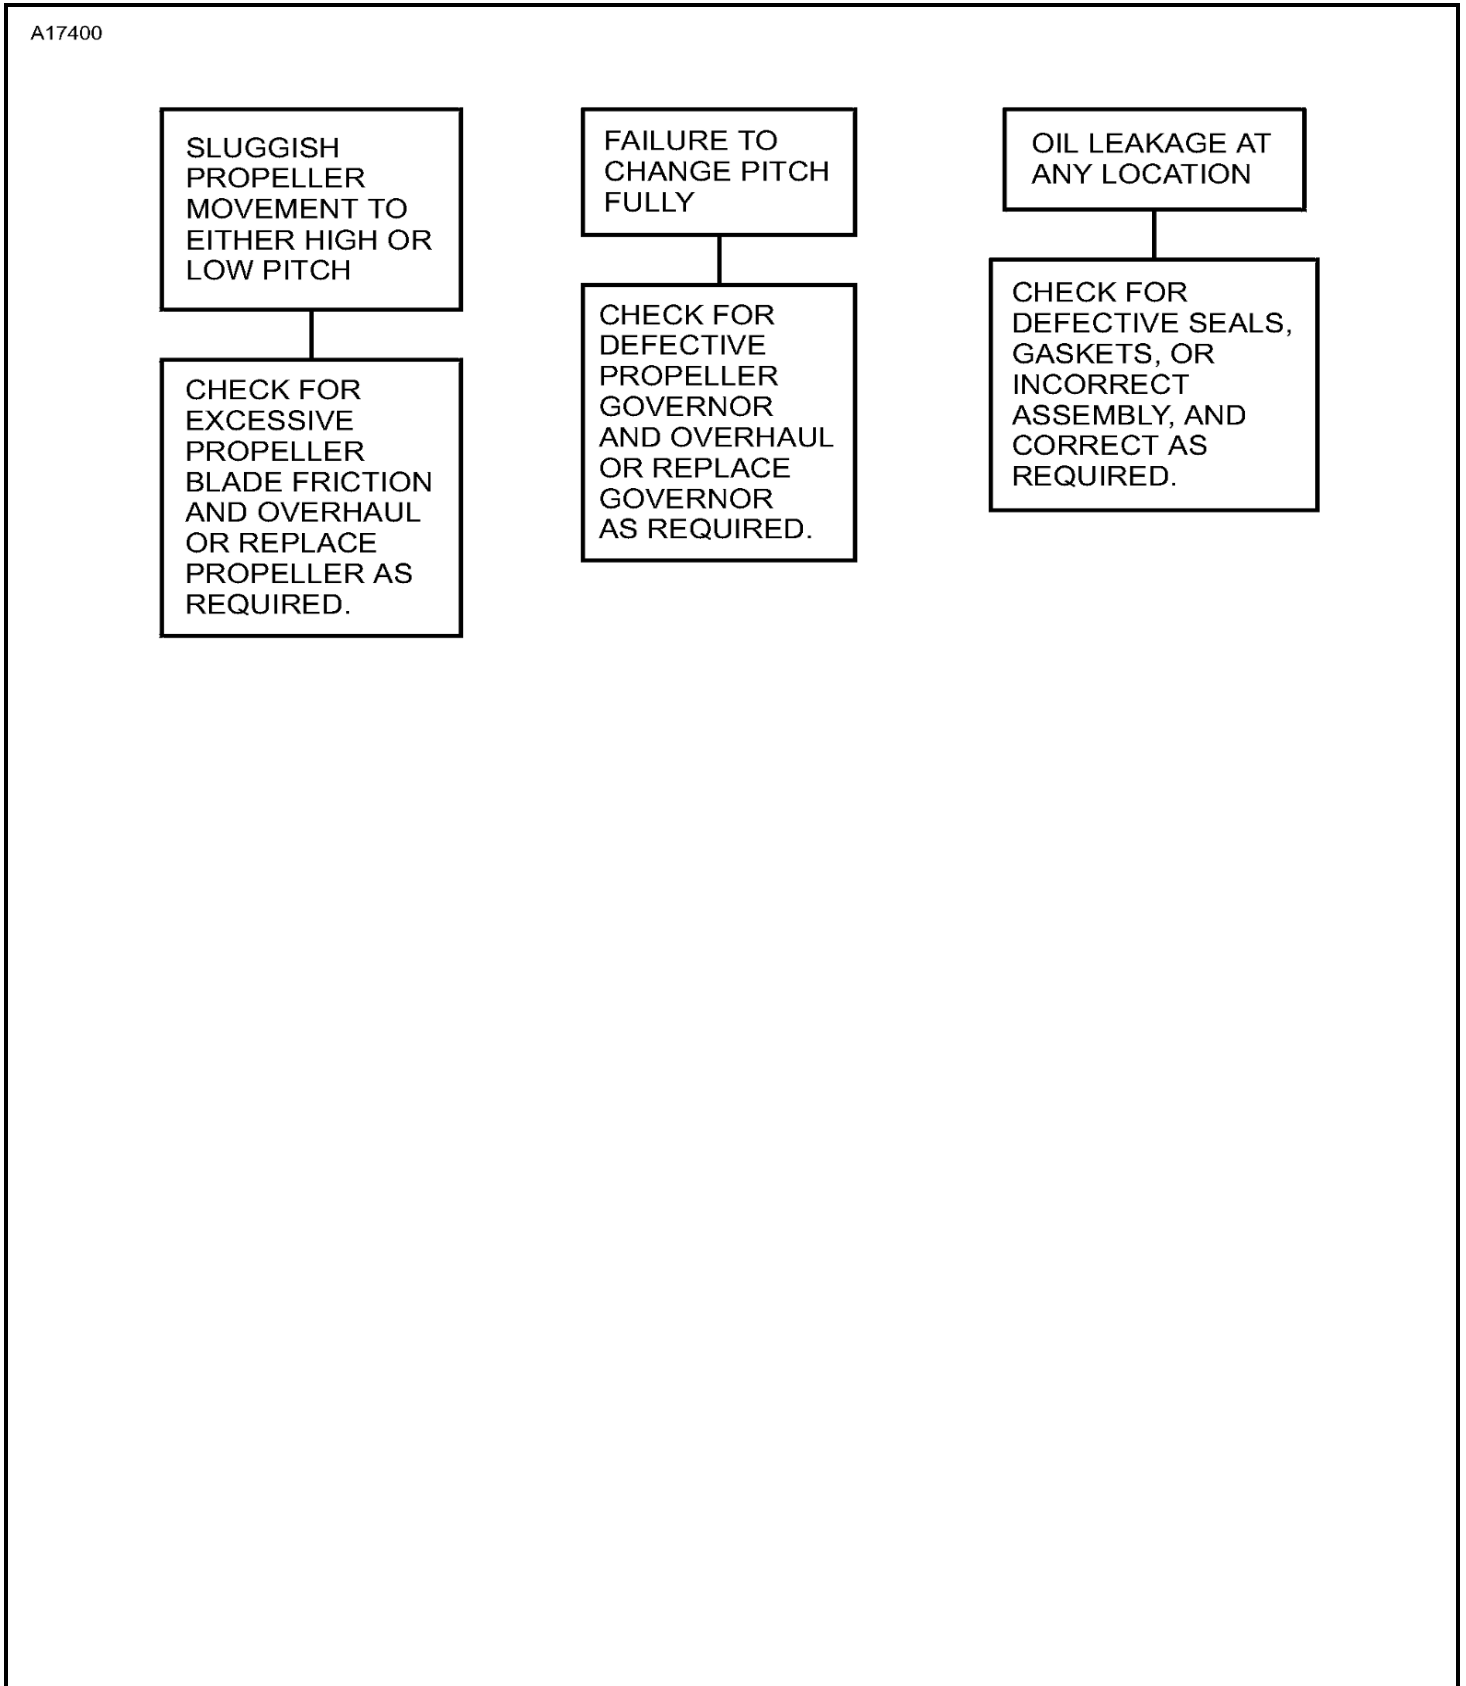 A17400
SLUGGISH
PROPELLER
MOVEMENT TO
EITHER HIGH OR
LOW PITCH
CHECK FOR
EXCESSIVE
PROPELLER
BLADE FRICTION
AND OVERHAUL
OR REPLACE
PROPELLER AS
REQUIRED.
FAILURE TO
CHANGE PITCH
FULLY
CHECK FOR
DEFECTIVE
PROPELLER
GOVERNOR
AND OVERHAUL
OR REPLACE
GOVERNOR
AS REQUIRED.
OIL LEAKAGE AT
ANY LOCATION
CHECK FOR
DEFECTIVE SEALS,
GASKETS, OR
INCORRECT
ASSEMBLY, AND
CORRECT AS
REQUIRED.